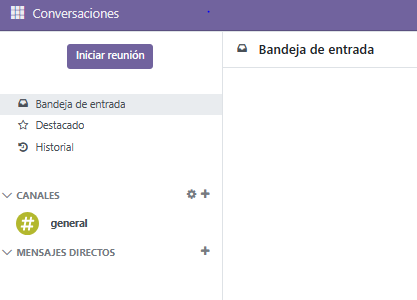 Conversaciones
Iniciar reunión
Bandeja de entrada
Destacado
Historial
CANALES
general
MENSAJES DIRECTOS
Bandeja de entrada